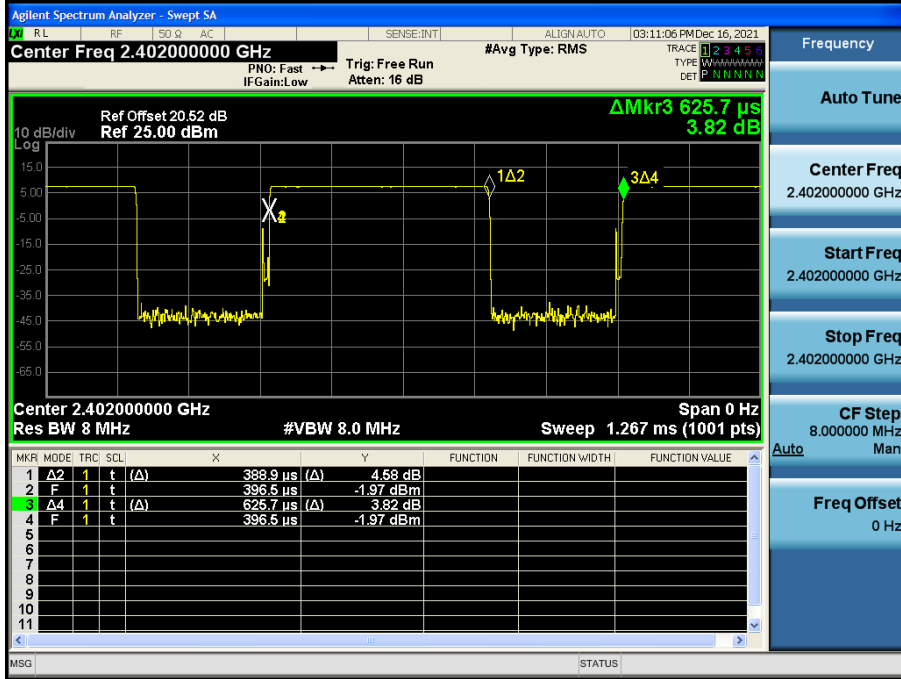 Agilent Spectrum Analyzer - Swept SA
LXI RL RF 50 Ω AC SENSE:INT ALIGN AUTO 03:11:06 PM Dec 16, 2021
Center Freq 2.402000000 GHz
#Avg Type: RMS
TRACE 1 2 3 4 5 6
PNO: Fast
Trig: Free Run
TYPE WWWWWW
IFGain:Low
Atten: 16 dB
DET P N N N N N
ΔMkr3 625.7 µs
3.82 dB
Ref Offset 20.52 dB
10 dB/div Ref 25.00 dBm
Log
15.0
5.00
-5.00
-15.0
-25.0
-35.0
-45.0
-55.0
-65.0
1Δ2
3Δ4
X
Center 2.402000000 GHz Span 0 Hz
Res BW 8 MHz #VBW 8.0 MHz Sweep 1.267 ms (1001 pts)
MKR MODE TRC SCL X Y FUNCTION FUNCTION WIDTH FUNCTION VALUE
1 Δ2 1 t (Δ) 388.9 µs (Δ) 4.58 dB
2 F 1 t 396.5 µs -1.97 dBm
3 Δ4 1 t (Δ) 625.7 µs (Δ) 3.82 dB
4 F 1 t 396.5 µs -1.97 dBm
5
6
7
8
9
10
11
MSG STATUS
Frequency
Auto Tune
Center Freq
2.402000000 GHz
Start Freq
2.402000000 GHz
Stop Freq
2.402000000 GHz
CF Step
8.000000 MHz
Auto Man
Freq Offset
0 Hz